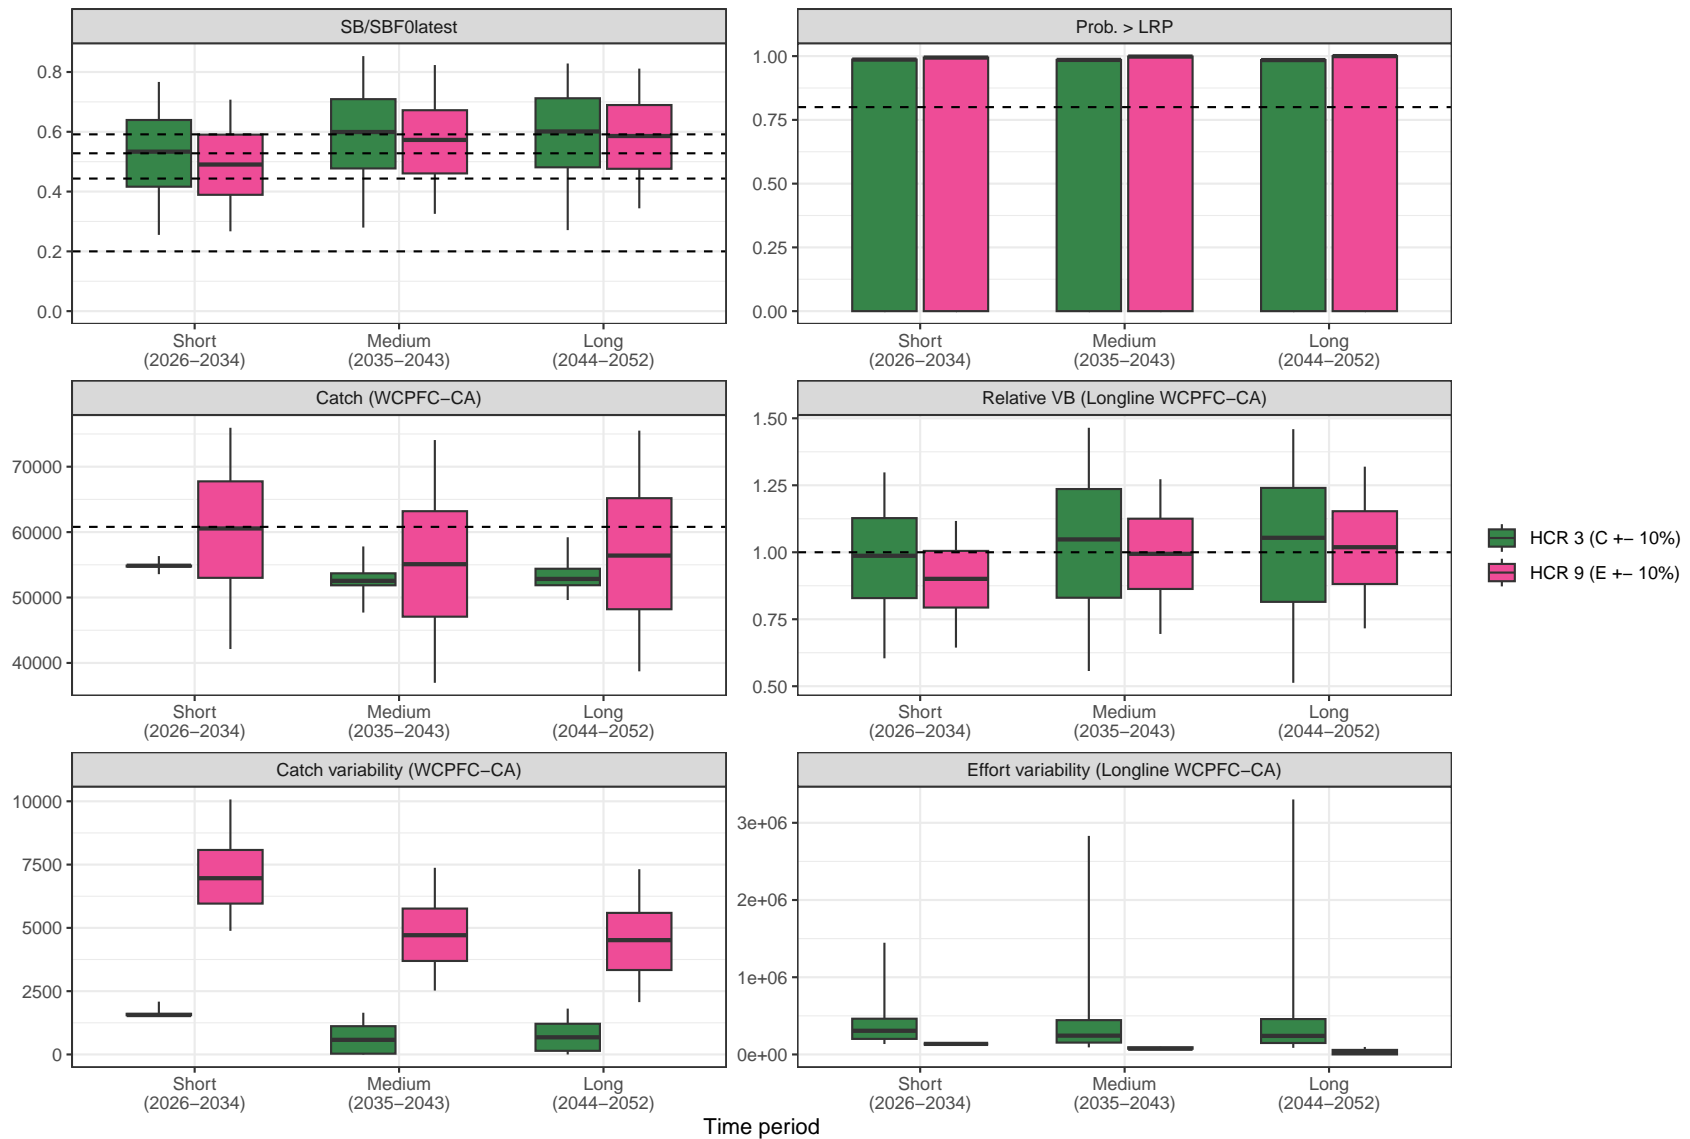 SB/SBF0latest
0.8
0.6
0.4
0.2
0.0
Short
(2026−2034)
Medium
(2035−2043)
Long
(2044−2052)
Prob. > LRP
1.00
0.75
0.50
0.25
0.00
Short
(2026−2034)
Medium
(2035−2043)
Long
(2044−2052)
Catch (WCPFC−CA)
70000
60000
50000
40000
Short
(2026−2034)
Medium
(2035−2043)
Long
(2044−2052)
Relative VB (Longline WCPFC−CA)
1.50
1.25
1.00
0.75
0.50
Short
(2026−2034)
Medium
(2035−2043)
Long
(2044−2052)
HCR 3 (C +− 10%)
HCR 9 (E +− 10%)
Catch variability (WCPFC−CA)
10000
7500
5000
2500
0
Short
(2026−2034)
Medium
(2035−2043)
Long
(2044−2052)
Effort variability (Longline WCPFC−CA)
3e+06
2e+06
1e+06
0e+00
Short
(2026−2034)
Medium
(2035−2043)
Long
(2044−2052)
Time period